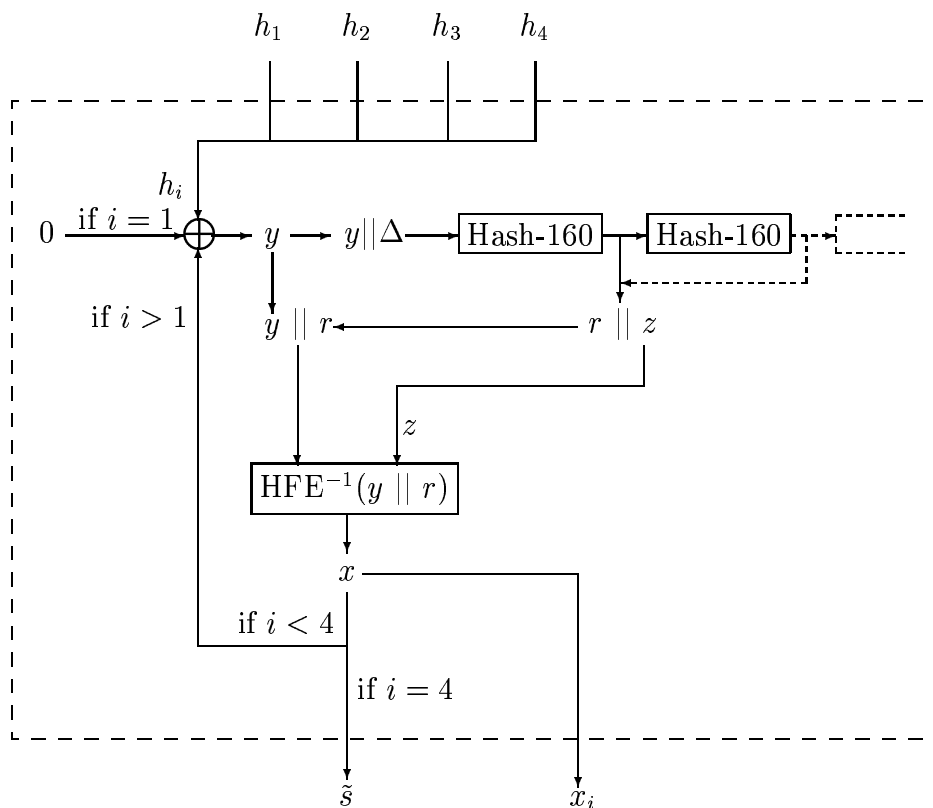 h₁ h₂ h₃ h₄
hᵢ
0 if i = 1 ⊕ y y||Δ Hash-160 Hash-160
if i > 1 y || r r || z
z
HFE⁻¹(y || r)
x
if i < 4
if i = 4
s̃ xᵢ